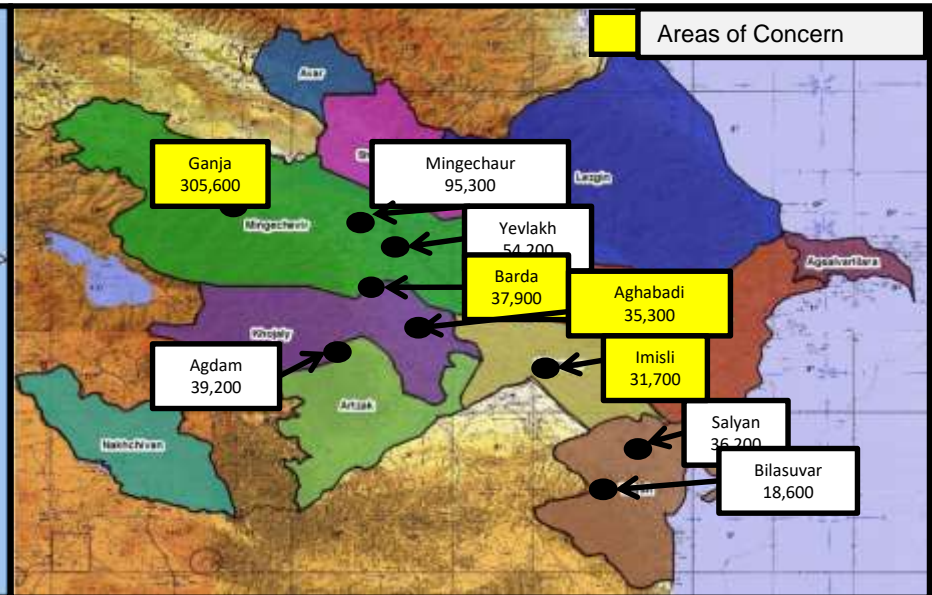 Areas of Concern
Avar
Ganja
305,600
Mingechaur
95,300
Lezgin
Mingechevir
Yevlakh
54,200
Agsalvartilara
Barda
37,900
Aghabadi
35,300
Khojaly
Agdam
39,200
Imisli
31,700
Artzak
Nakhchivan
Salyan
36,200
Bilasuvar
18,600